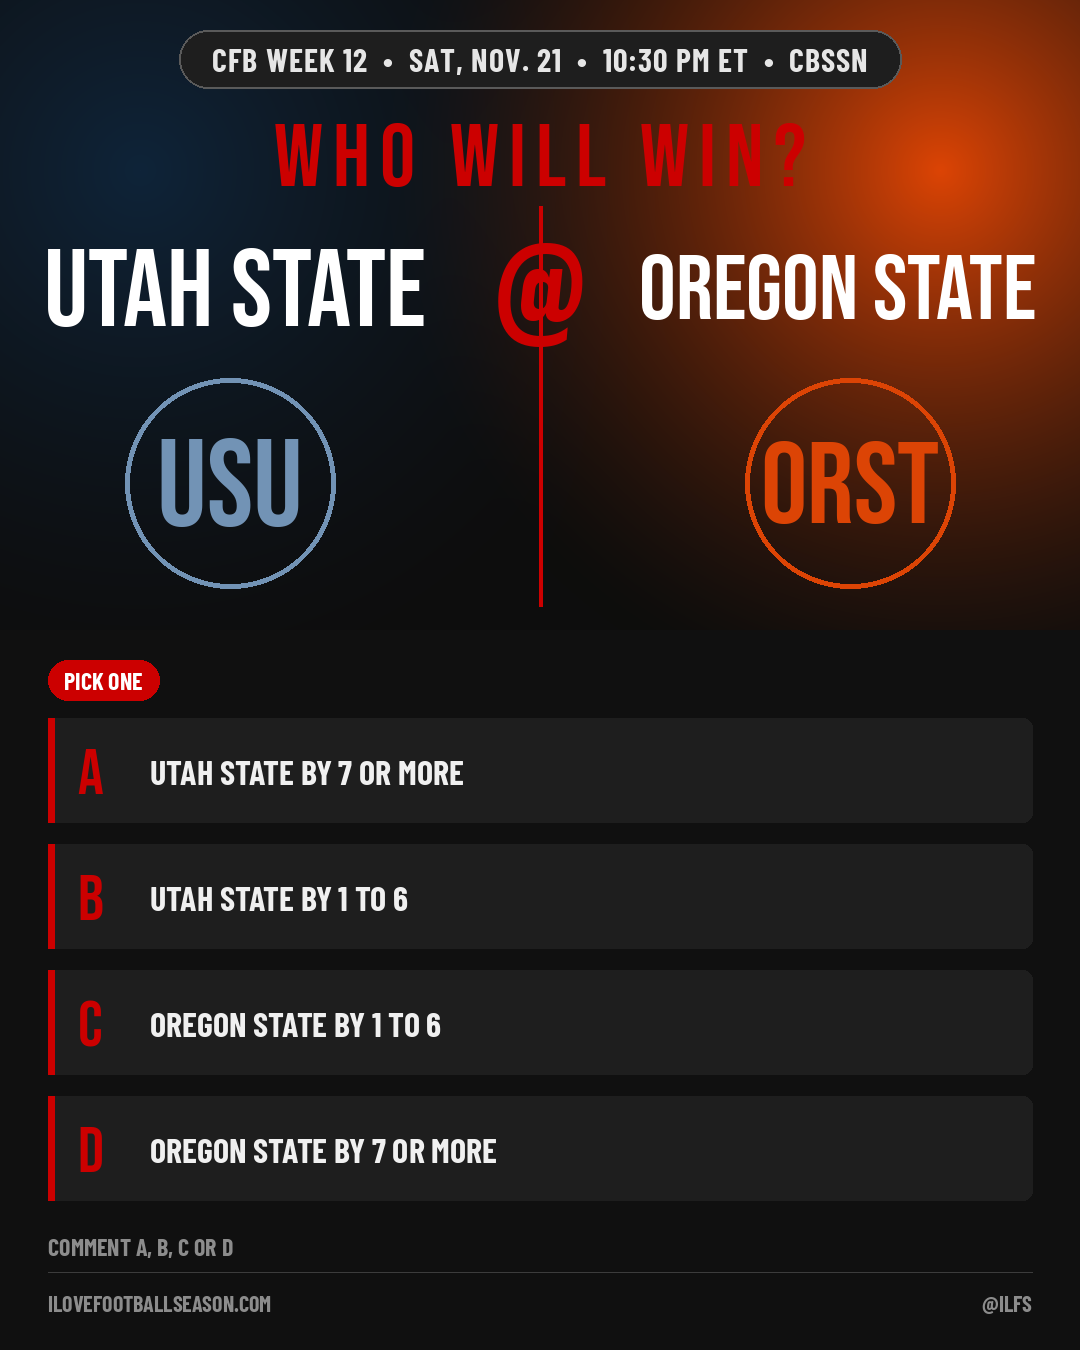 CFB WEEK 12 • SAT, NOV. 21 • 10:30 PM ET • CBSSN
WHO WILL WIN?
UTAH STATE @ OREGON STATE
USU ORST
PICK ONE
A UTAH STATE BY 7 OR MORE
B UTAH STATE BY 1 TO 6
C OREGON STATE BY 1 TO 6
D OREGON STATE BY 7 OR MORE
COMMENT A, B, C OR D
ILOVEFOOTBALLSEASON.COM @ILFS